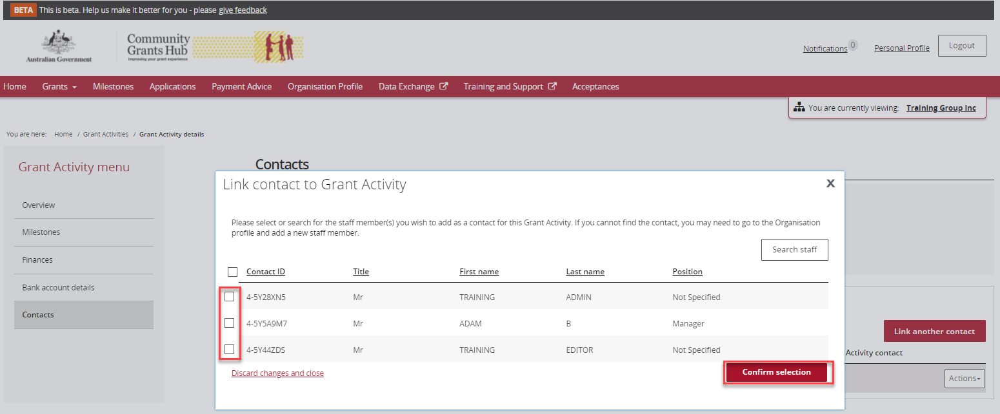 BETA This is beta. Help us make it better for you - please give feedback
Australian Government
Community
Grants Hub
Improving your grant experience
Notifications 0
Personal Profile
Logout
Home Grants Milestones Applications Payment Advice Organisation Profile Data Exchange Training and Support Acceptances
You are currently viewing: Training Group Inc
You are here: Home / Grant Activities / Grant Activity details
Grant Activity menu
Overview
Milestones
Finances
Bank account details
Contacts
Contacts
Link contact to Grant Activity X
Please select or search for the staff member(s) you wish to add as a contact for this Grant Activity. If you cannot find the contact, you may need to go to the Organisation
profile and add a new staff member.
Search staff
Contact ID Title First name Last name Position
4-5Y28XN5 Mr TRAINING ADMIN Not Specified
4-5Y5A9M7 Mr ADAM B Manager
4-5Y44ZDS Mr TRAINING EDITOR Not Specified
Discard changes and close
Confirm selection
Link another contact
Activity contact
Actions